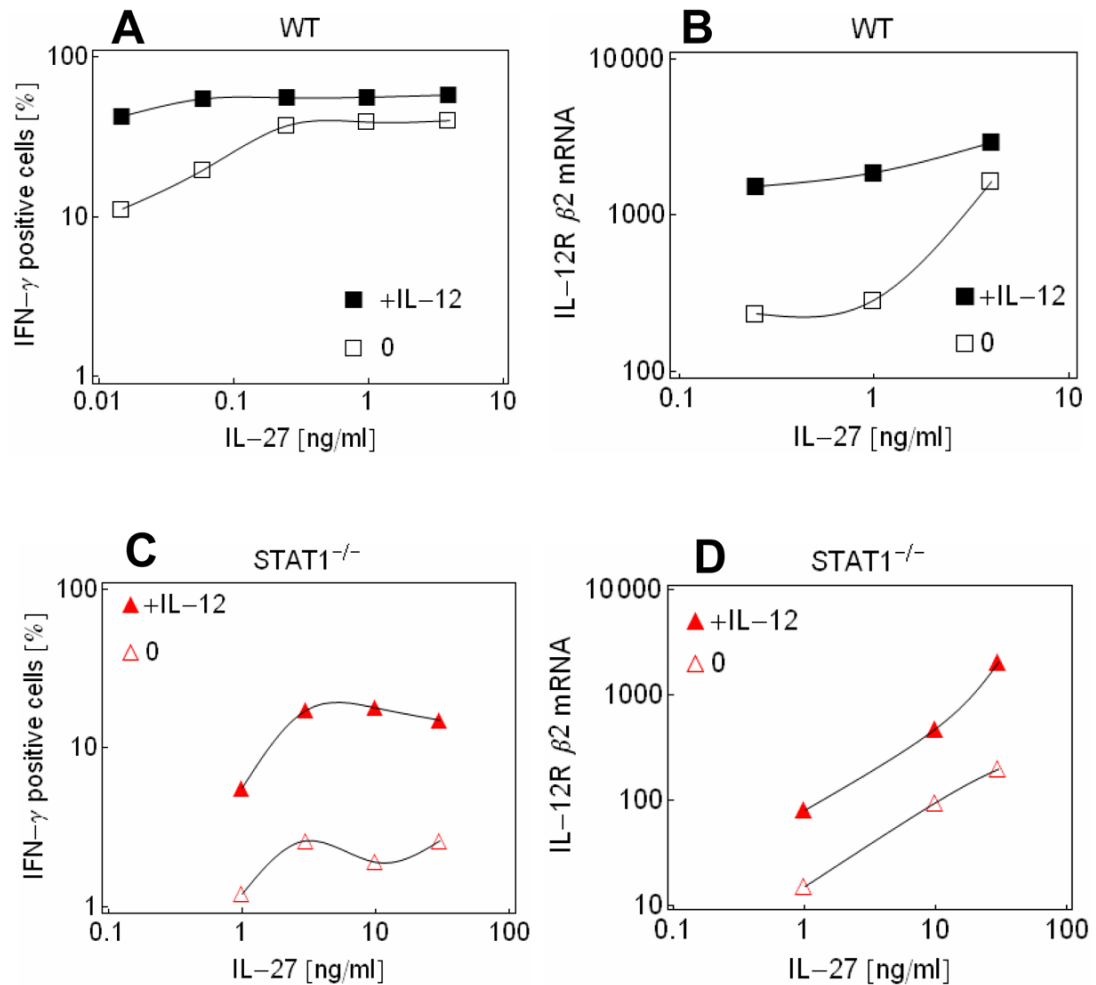 A
WT
100
10
1
IFN−γ positive cells [%]
+IL−12
0
0.01 0.1 1 10
IL−27 [ng/ml]
B
WT
10 000
1000
100
IL−12R β2 mRNA
+IL−12
0
0.1 1 10
IL−27 [ng/ml]
C
STAT1−/−
100
10
1
IFN−γ positive cells [%]
+IL−12
0
0.1 1 10 100
IL−27 [ng/ml]
D
STAT1−/−
10 000
1000
100
10
IL−12R β2 mRNA
+IL−12
0
0.1 1 10 100
IL−27 [ng/ml]